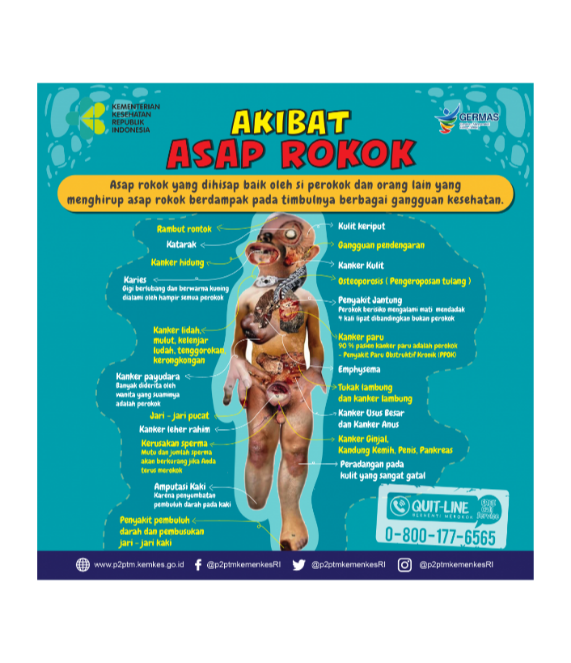 KEMENTERIAN
KESEHATAN
REPUBLIK
INDONESIA
GERMAS
AKIBAT
ASAP ROKOK
Asap rokok yang dihisap baik oleh si perokok dan orang lain yang
menghirup asap rokok berdampak pada timbulnya berbagai gangguan kesehatan.
Rambut rontok
Katarak
Kanker hidung
Karies
Gigi berlubang dan berwarna kuning
dialami oleh hampir semua perokok
Kanker lidah,
mulut, kelenjar
ludah, tenggorokan,
kerongkongan
Kanker payudara
Banyak diderita oleh
wanita yang suaminya
adalah perokok
Jari - jari pucat
Kanker leher rahim
Kerusakan sperma
Mutu dan jumlah sperma
akan berkurang jika Anda
terus merokok
Amputasi Kaki
Karena penyumbatan
pembuluh darah pada kaki
Penyakit pembuluh
darah dan pembusukan
jari - jari kaki
Kulit keriput
Gangguan pendengaran
Kanker Kulit
Osteoporosis ( Pengeroposan tulang )
Penyakit Jantung
Perokok berisiko mengalami mati mendadak
4 kali lipat dibandingkan bukan perokok
Kanker paru
90 % pasien kanker paru adalah perokok
- Penyakit Paru Obstruktif Kronik (PPOK)
Emphysema
Tukak lambung
dan kanker lambung
Kanker Usus Besar
dan Kanker Anus
Kanker Ginjal,
Kandung Kemih, Penis, Pankreas
Peradangan pada
kulit yang sangat gatal
QUIT-LINE
BERHENTI MEROKOK
0-800-177-6565
www.p2ptm.kemkes.go.id
@p2ptmkemenkesRI
@p2ptmkemenkesRI
@p2ptmkemenkesRI